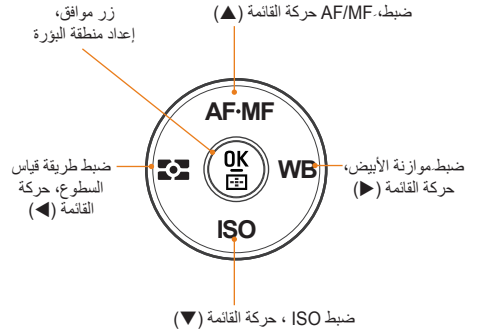 زر موافق،
إعداد منطقة البؤرة
ضبط، AF/MF حركة القائمة (▲)
AF·MF
ضبط طريقة قياس
السطوع، حركة
القائمة (◀)
OK
WB
ضبط موازنة الأبيض،
حركة القائمة (▶)
ISO
ضبط ISO ، حركة القائمة (▼)